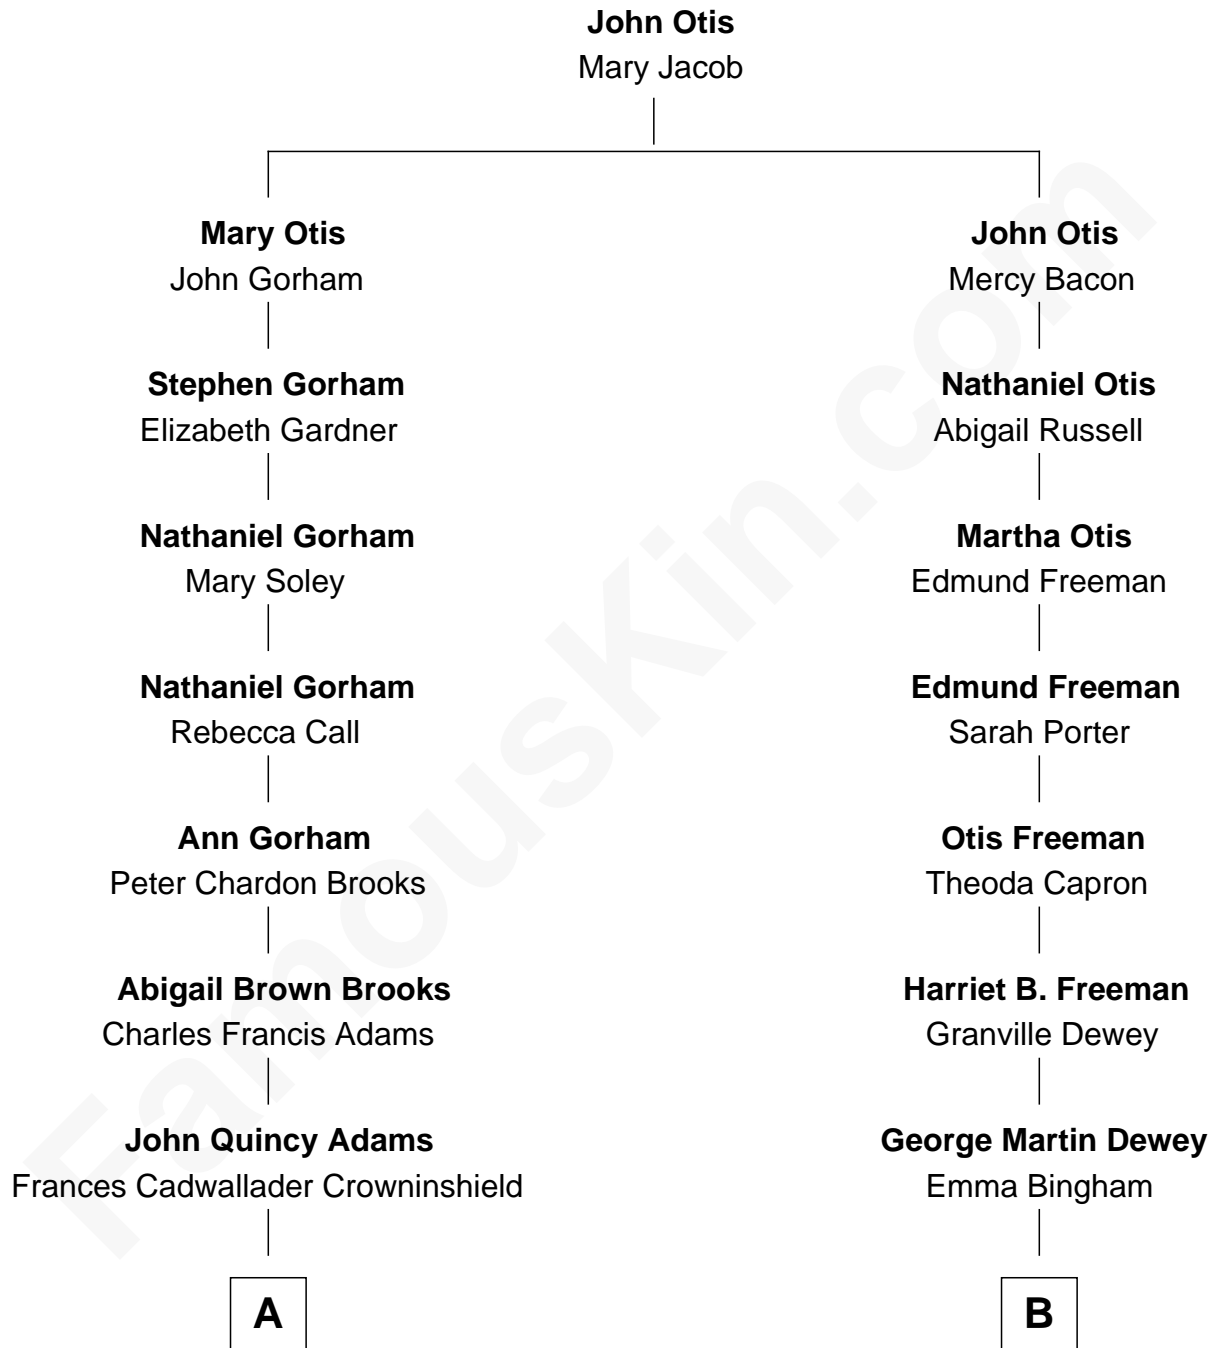 John Otis
Mary Jacob
Mary Otis
John Gorham
John Otis
Mercy Bacon
Stephen Gorham
Elizabeth Gardner
Nathaniel Otis
Abigail Russell
Nathaniel Gorham
Mary Soley
Martha Otis
Edmund Freeman
Nathaniel Gorham
Rebecca Call
Edmund Freeman
Sarah Porter
Ann Gorham
Peter Chardon Brooks
Otis Freeman
Theoda Capron
Abigail Brown Brooks
Charles Francis Adams
Harriet B. Freeman
Granville Dewey
John Quincy Adams
Frances Cadwallader Crowninshield
George Martin Dewey
Emma Bingham
A
B
FamousKin.com